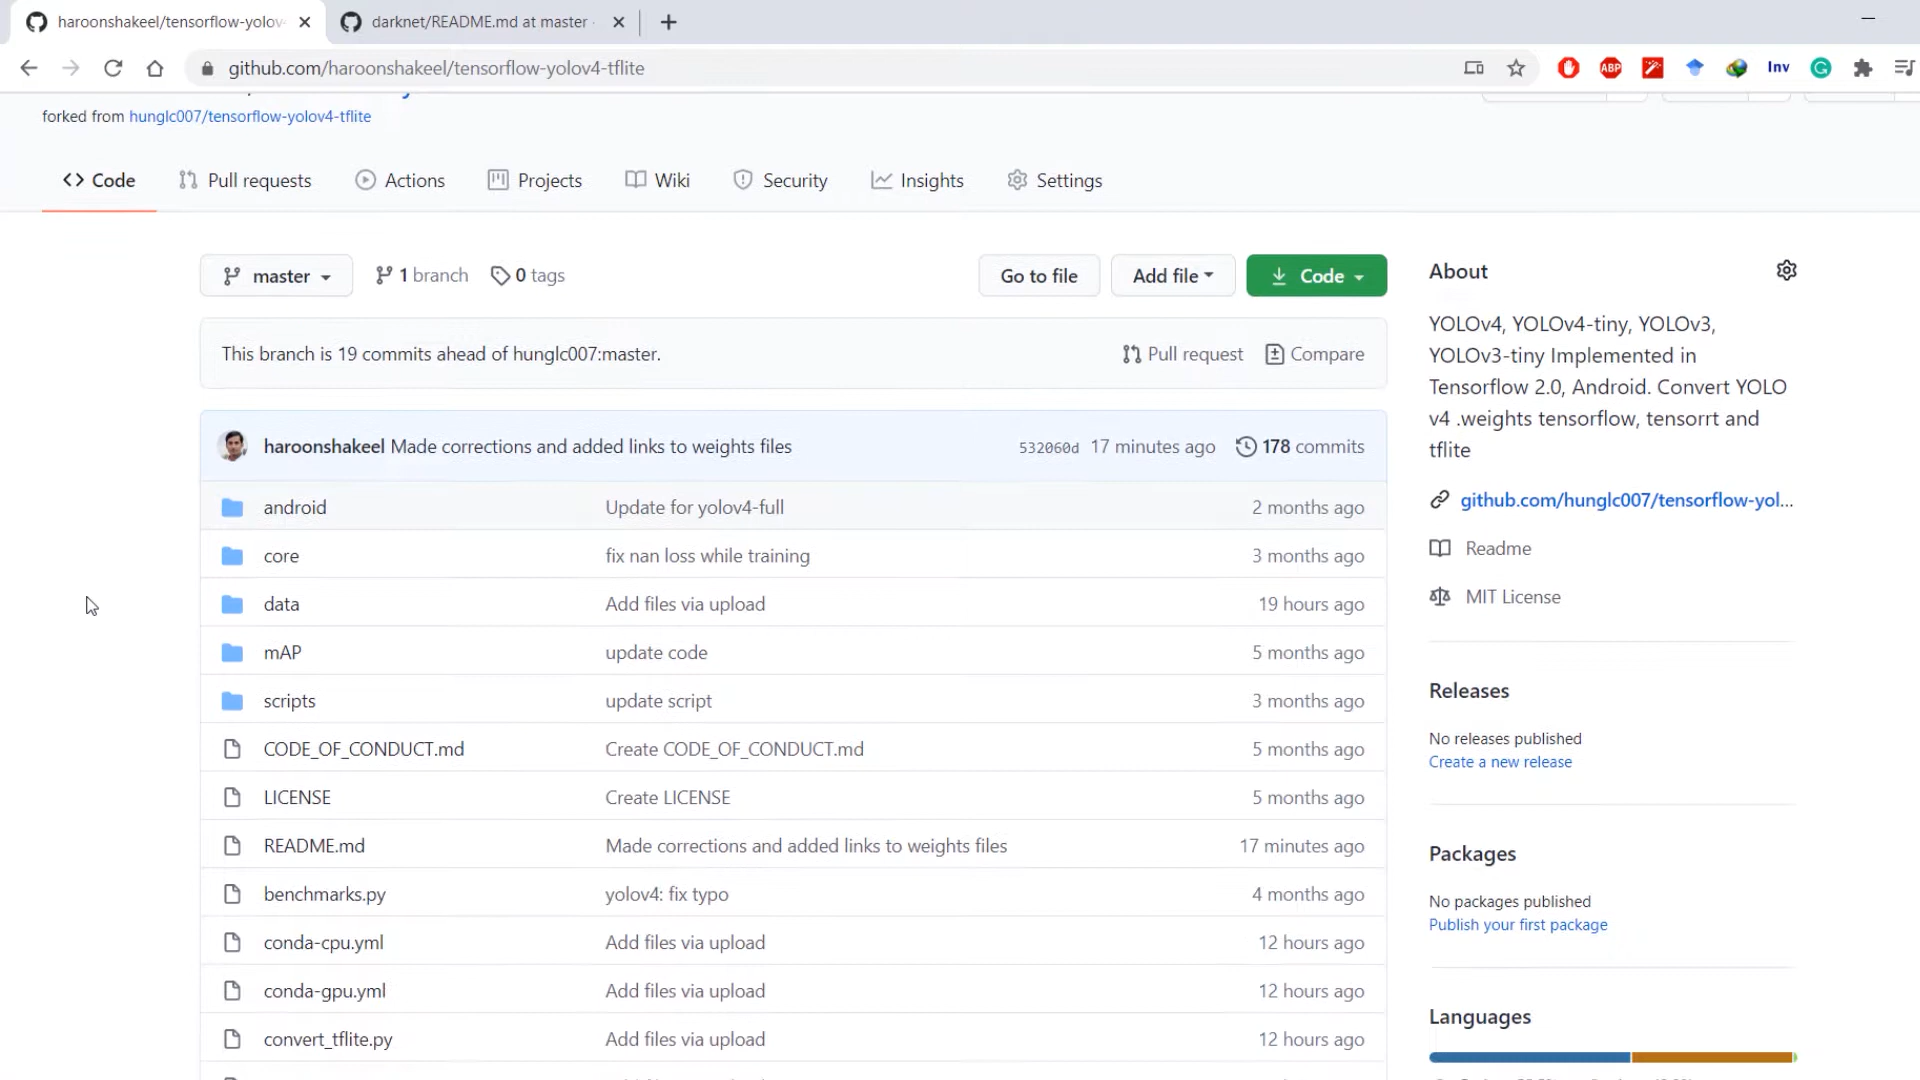 haroonshakeel/tensorflow-yolov
darknet/README.md at master
github.com/haroonshakeel/tensorflow-yolov4-tflite
ABP
Inv
forked from hunglc007/tensorflow-yolov4-tflite
Code
Pull requests
Actions
Projects
Wiki
Security
Insights
Settings
master
1 branch
0 tags
Go to file
Add file
Code
This branch is 19 commits ahead of hunglc007:master.
Pull request
Compare
haroonshakeel Made corrections and added links to weights files
532060d 17 minutes ago
178 commits
android Update for yolov4-full 2 months ago
core fix nan loss while training 3 months ago
data Add files via upload 19 hours ago
mAP update code 5 months ago
scripts update script 3 months ago
CODE_OF_CONDUCT.md Create CODE_OF_CONDUCT.md 5 months ago
LICENSE Create LICENSE 5 months ago
README.md Made corrections and added links to weights files 17 minutes ago
benchmarks.py yolov4: fix typo 4 months ago
conda-cpu.yml Add files via upload 12 hours ago
conda-gpu.yml Add files via upload 12 hours ago
convert_tflite.py Add files via upload 12 hours ago
About
YOLOv4, YOLOv4-tiny, YOLOv3,
YOLOv3-tiny Implemented in
Tensorflow 2.0, Android. Convert YOLO
v4 .weights tensorflow, tensorrt and
tflite
github.com/hunglc007/tensorflow-yol...
Readme
MIT License
Releases
No releases published
Create a new release
Packages
No packages published
Publish your first package
Languages